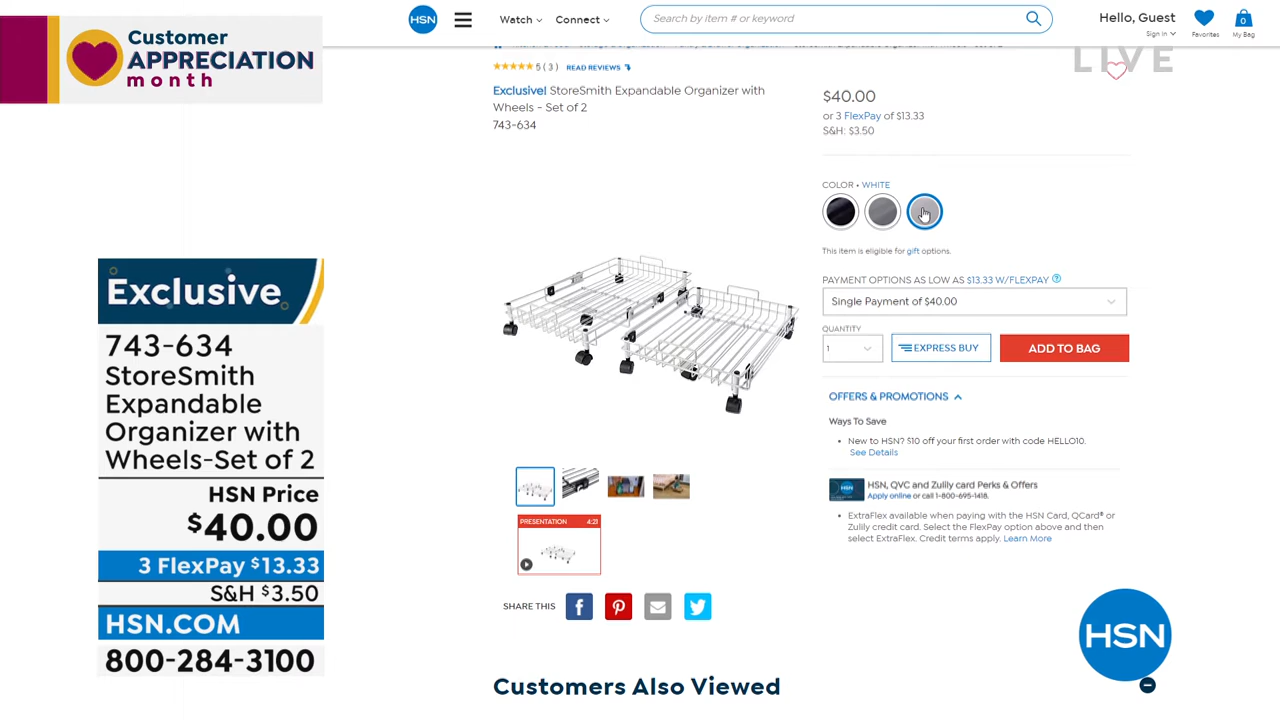 Customer
APPRECIATION
month
HSN
Watch
Connect
Search by item # or keyword
Hello, Guest
Sign In
Favorites
0
My Bag
LIVE
5 ( 3 ) READ REVIEWS
Exclusive! StoreSmith Expandable Organizer with
Wheels - Set of 2
743-634
$40.00
or 3 FlexPay of $13.33
S&H: $3.50
COLOR • WHITE
This item is eligible for gift options.
PAYMENT OPTIONS AS LOW AS $13.33 W/FLEXPAY ?
Single Payment of $40.00
QUANTITY
1
EXPRESS BUY
ADD TO BAG
OFFERS & PROMOTIONS
Ways To Save
• New to HSN? $10 off your first order with code HELLO10.
See Details
HSN
HSN, QVC and Zulily card Perks & Offers
Apply online or call 1-800-695-1418.
• ExtraFlex available when paying with the HSN Card, QCard® or
Zulily credit card. Select the FlexPay option above and then
select ExtraFlex. Credit terms apply. Learn More
PRESENTATION 4:21
SHARE THIS
Customers Also Viewed
Exclusive
743-634
StoreSmith
Expandable
Organizer with
Wheels-Set of 2
HSN Price
$40.00
3 FlexPay $13.33
S&H $3.50
HSN.COM
800-284-3100
HSN